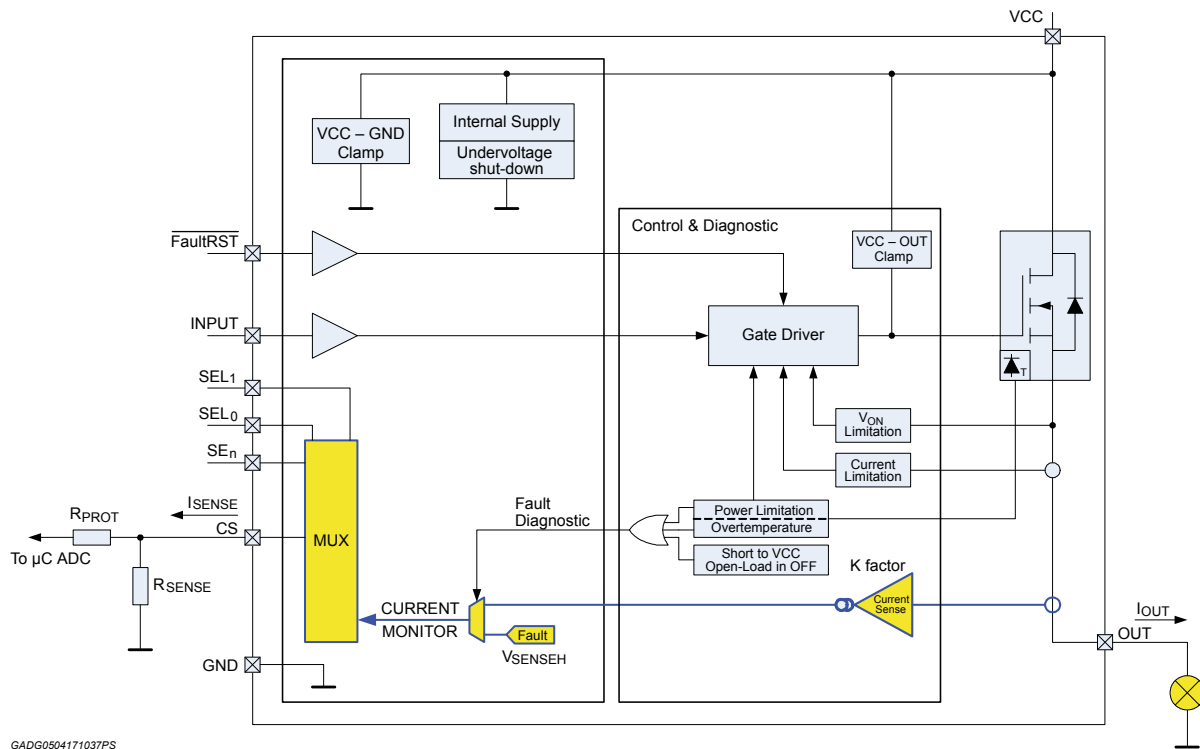 VCC
VCC – GND
Clamp
Internal Supply
Undervoltage
shut-down
Control & Diagnostic
FaultRST
VCC – OUT
Clamp
INPUT
Gate Driver
T
SEL1
SEL0
SEn
VON
Limitation
Current
Limitation
ISENSE
RPROT
CS
To µC ADC
RSENSE
MUX
Fault
Diagnostic
Power Limitation
Overtemperature
Short to VCC
Open-Load in OFF
K factor
Current
Sense
CURRENT
MONITOR
Fault
VSENSEH
IOUT
OUT
GND
GADG0504171037PS